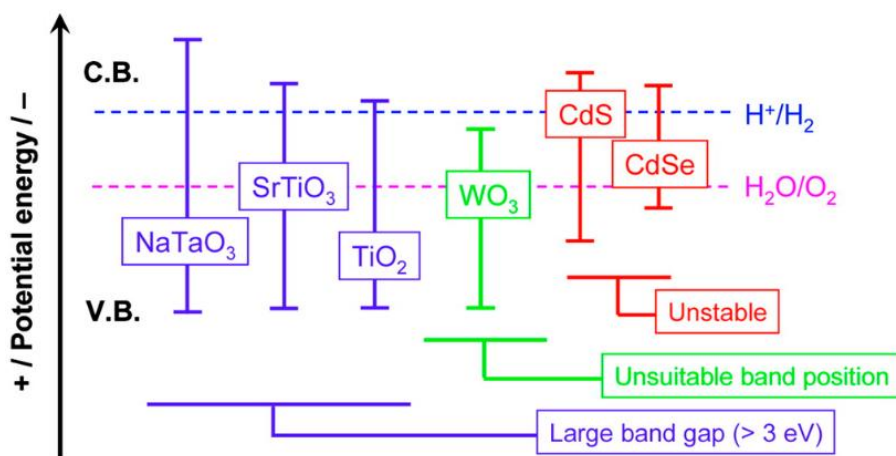 + / Potential energy / –
C.B.
V.B.
NaTaO₃
SrTiO₃
TiO₂
WO₃
CdS
CdSe
H⁺/H₂
H₂O/O₂
Unstable
Unsuitable band position
Large band gap (> 3 eV)